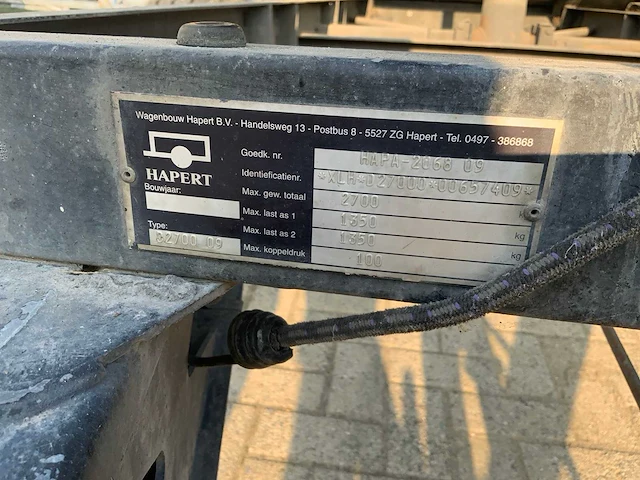 Wagenbouw Hapert B.V. - Handelsweg 13 - Postbus 8 - 5527 ZG Hapert - Tel. 0497 - 386868
HAPERT
Goedk. nr. HAPA-2068 09
Identificatienr. *XLH-D2700D*00657409*
Bouwjaar:
Max. gew. totaal 2700
Max. last as 1 1350 kg
Type: Max. last as 2 1350 kg
D2700 09 Max. koppeldruk 100 kg